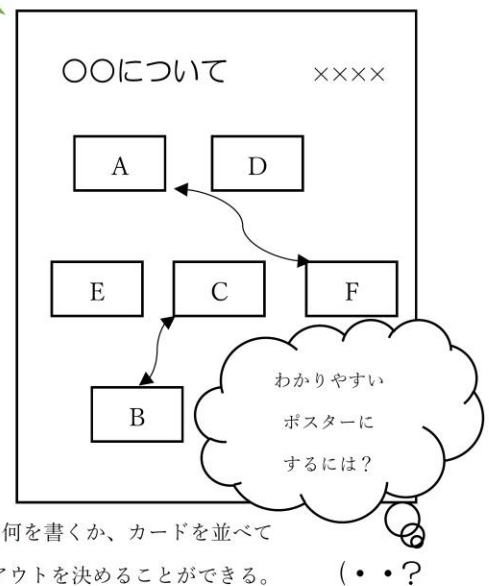 〇〇について ××××
A D
E C F
B
わかりやすい
ポスターに
するには？
何を書くか、カードを並べて
アウトを決めることができる。
(・・？